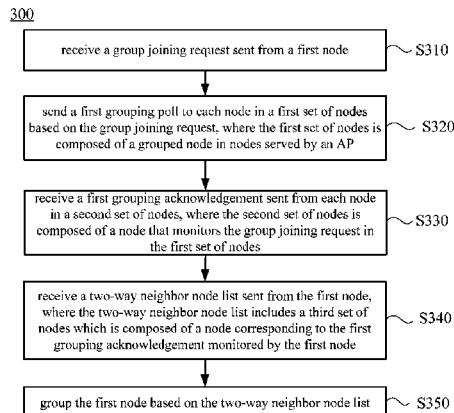 300
receive a group joining request sent from a first node
S310
send a first grouping poll to each node in a first set of nodes
based on the group joining request, where the first set of nodes is
composed of a grouped node in nodes served by an AP
S320
receive a first grouping acknowledgement sent from each node
in a second set of nodes, where the second set of nodes is
composed of a node that monitors the group joining request in
the first set of nodes
S330
receive a two-way neighbor node list sent from the first node,
where the two-way neighbor node list includes a third set of
nodes which is composed of a node corresponding to the first
grouping acknowledgement monitored by the first node
S340
group the first node based on the two-way neighbor node list
S350